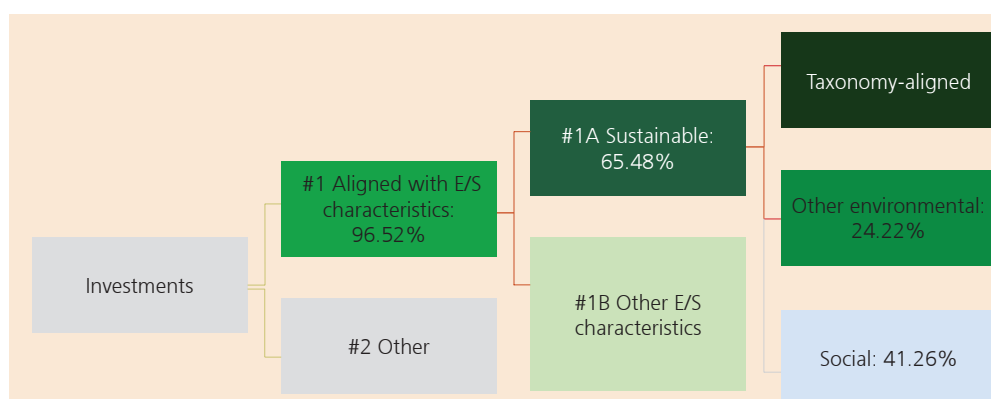 Investments
#1 Aligned with E/S
characteristics:
96.52%
#2 Other
#1A Sustainable:
65.48%
#1B Other E/S
characteristics
Taxonomy-aligned
Other environmental:
24.22%
Social: 41.26%